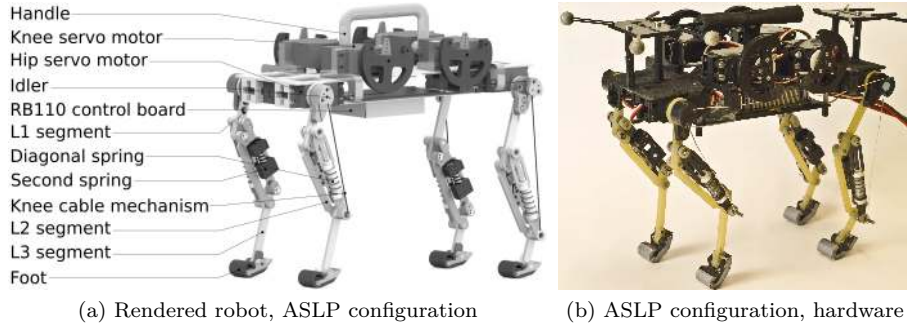 Handle
Knee servo motor
Hip servo motor
Idler
RB110 control board
L1 segment
Diagonal spring
Second spring
Knee cable mechanism
L2 segment
L3 segment
Foot
(a) Rendered robot, ASLP configuration
(b) ASLP configuration, hardware